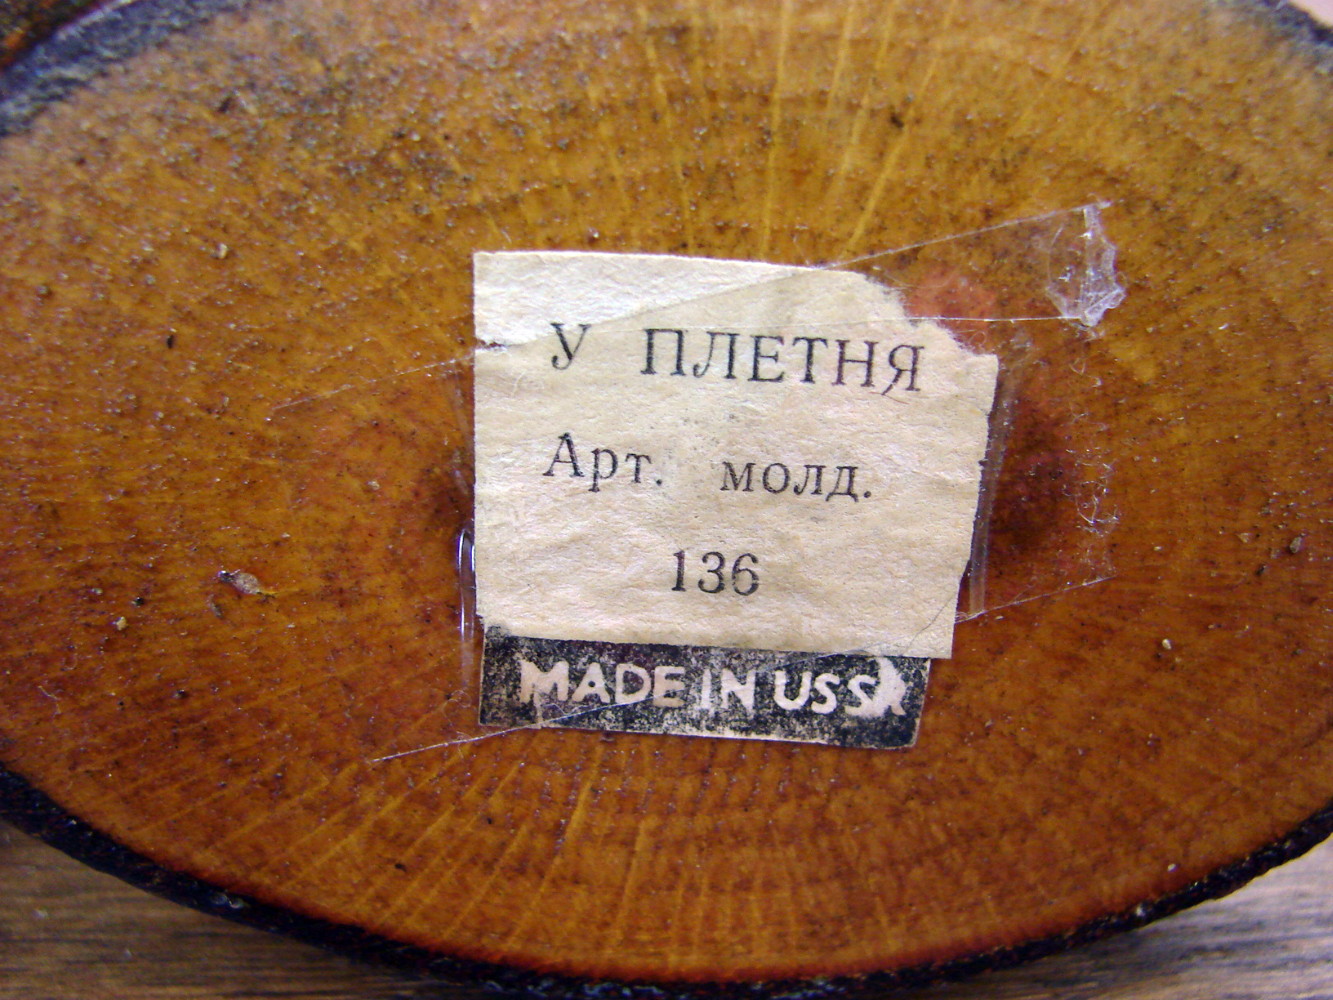 У ПЛЕТНЯ
Арт. молд.
136
MADE IN USSR